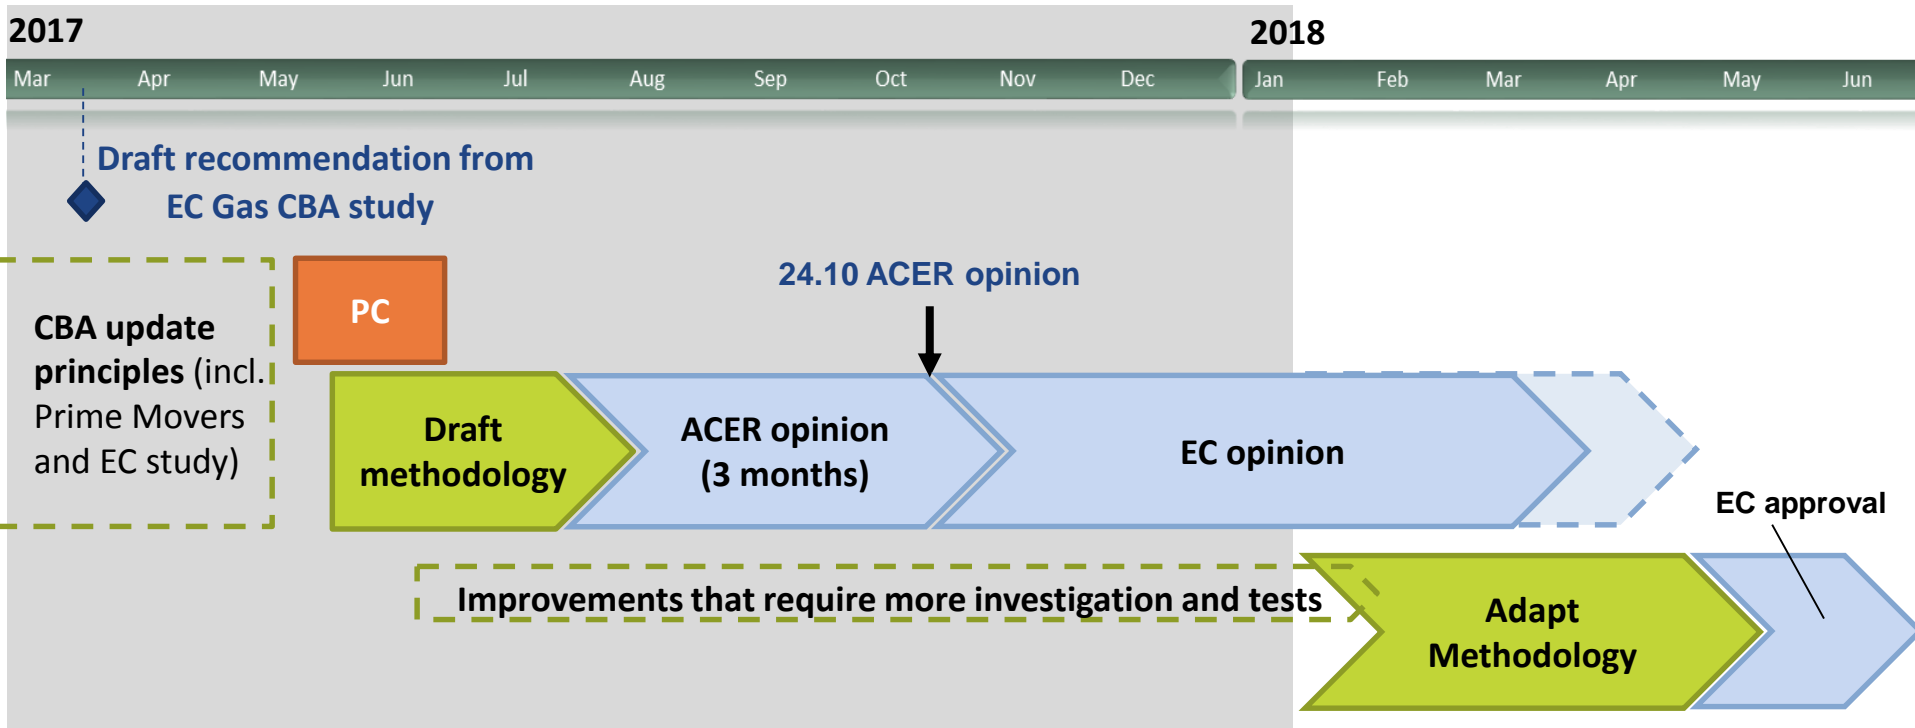 2017
2018
Mar Apr May Jun Jul Aug Sep Oct Nov Dec Jan Feb Mar Apr May Jun
Draft recommendation from
EC Gas CBA study
CBA update
principles (incl.
Prime Movers
and EC study)
PC
24.10 ACER opinion
Draft
methodology
ACER opinion
(3 months)
EC opinion
EC approval
Improvements that require more investigation and tests
Adapt
Methodology